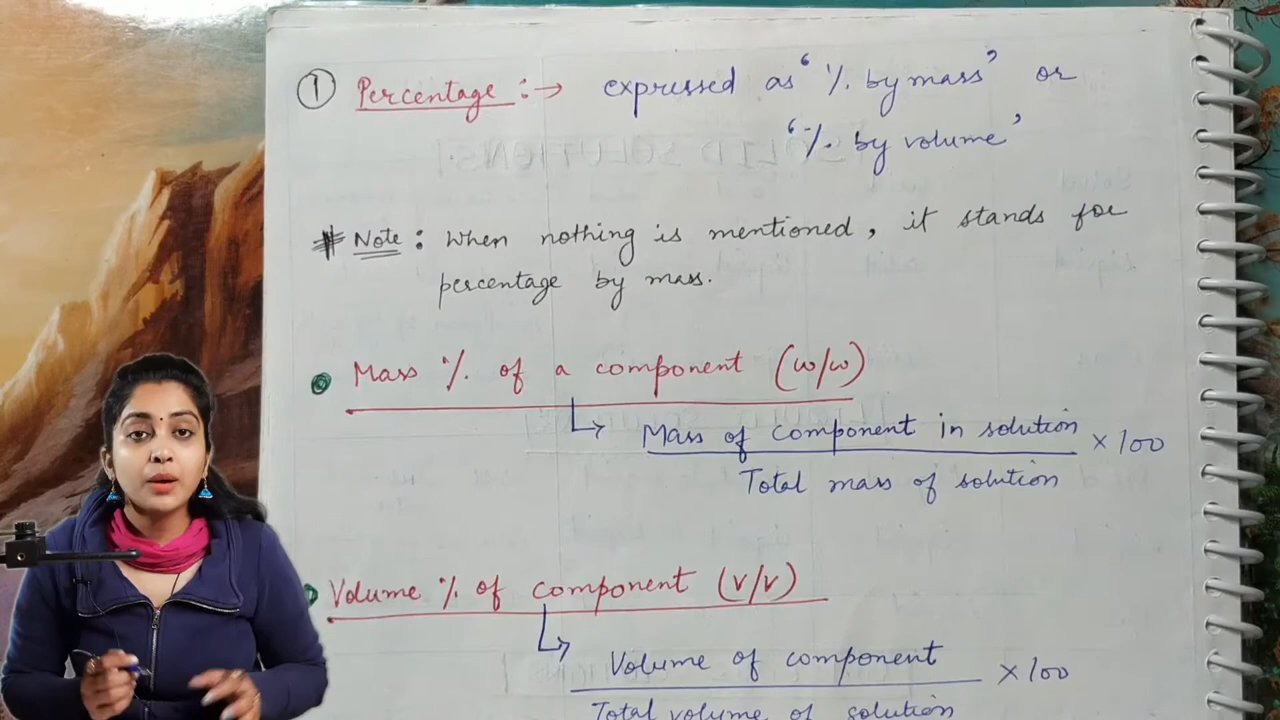 ① Percentage :→ expressed as '% by mass' or
'% by volume'
# Note : When nothing is mentioned, it stands for
percentage by mass.
Mass % of a component (w/w)
↳ Mass of component in solution × 100
Total mass of solution
Volume % of component (v/v)
↳ Volume of component × 100
Total volume of solution